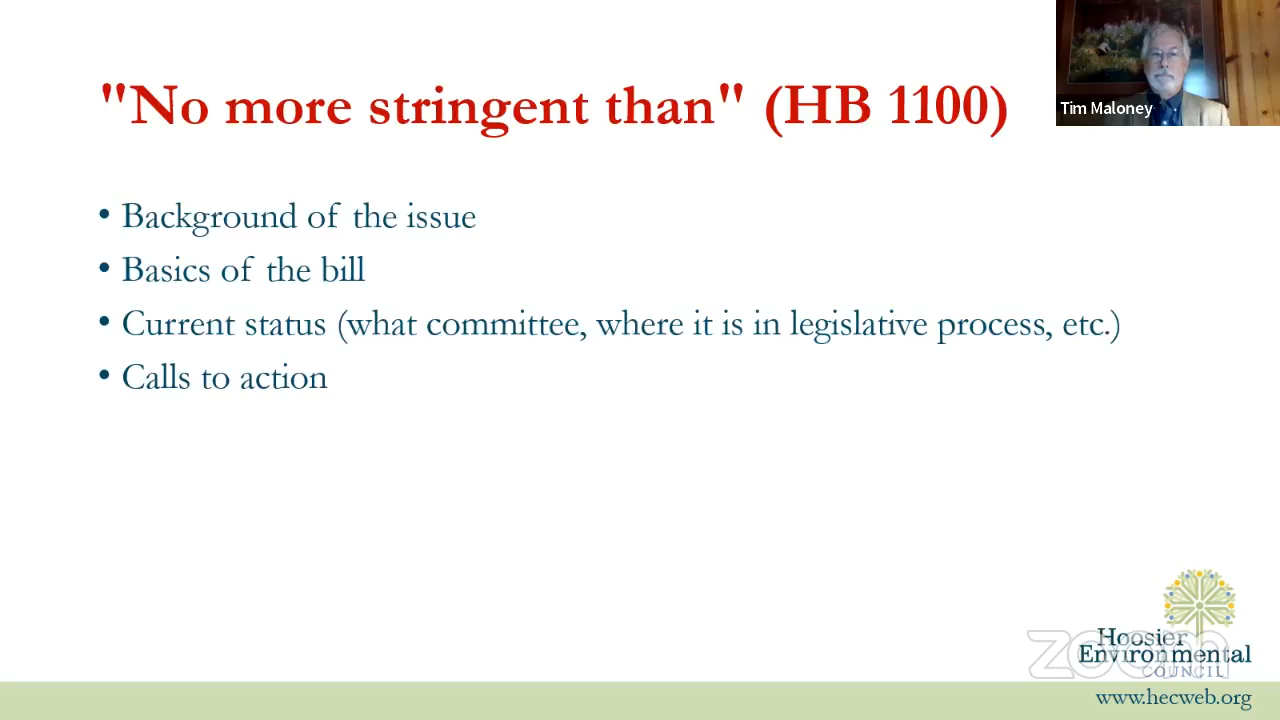 "No more stringent than" (HB 1100)
Tim Maloney
• Background of the issue
• Basics of the bill
• Current status (what committee, where it is in legislative process, etc.)
• Calls to action
zoom
Hoosier
Environmental
COUNCIL
www.hecweb.org